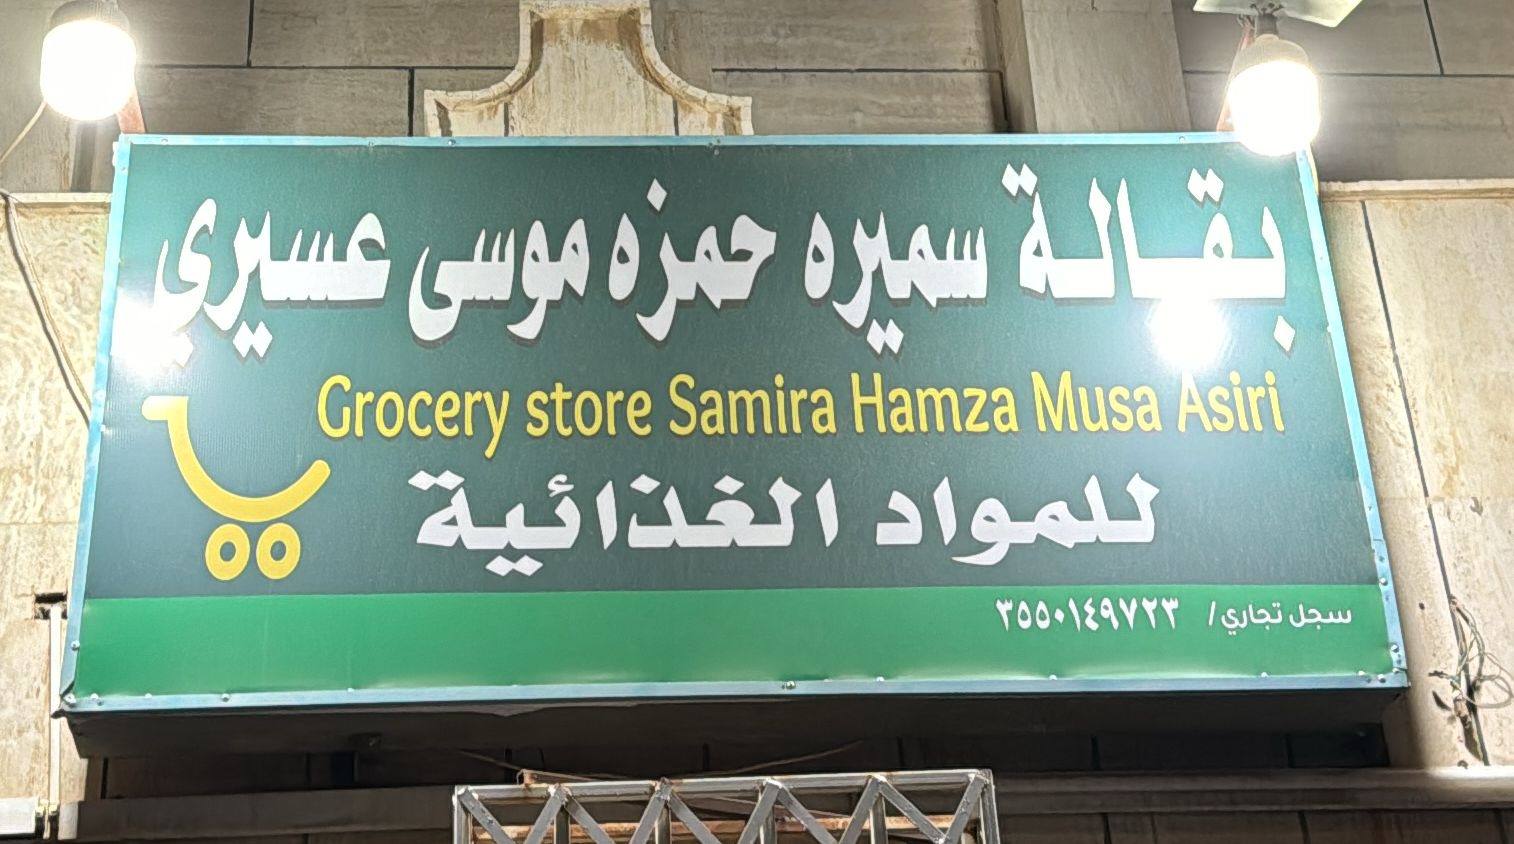 بقالة سميره حمزه موسى عسيري
Grocery store Samira Hamza Musa Asiri
للمواد الغذائية
سجل تجاري/ ٣٥٥٠١٤٩٧٢٣